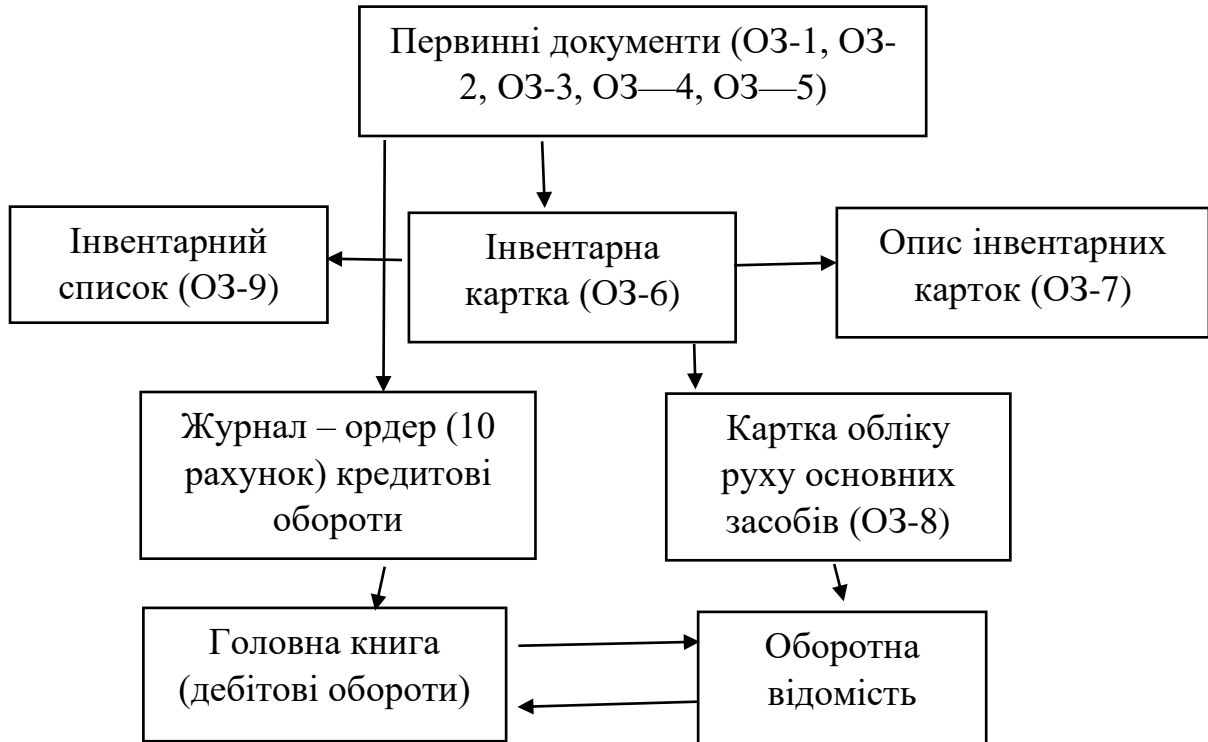 Первинні документи (ОЗ-1, ОЗ-
2, ОЗ-3, ОЗ—4, ОЗ—5)
Інвентарний
список (ОЗ-9)
Інвентарна
картка (ОЗ-6)
Опис інвентарних
карток (ОЗ-7)
Журнал – ордер (10
рахунок) кредитові
обороти
Картка обліку
руху основних
засобів (ОЗ-8)
Головна книга
(дебітові обороти)
Оборотна
відомість